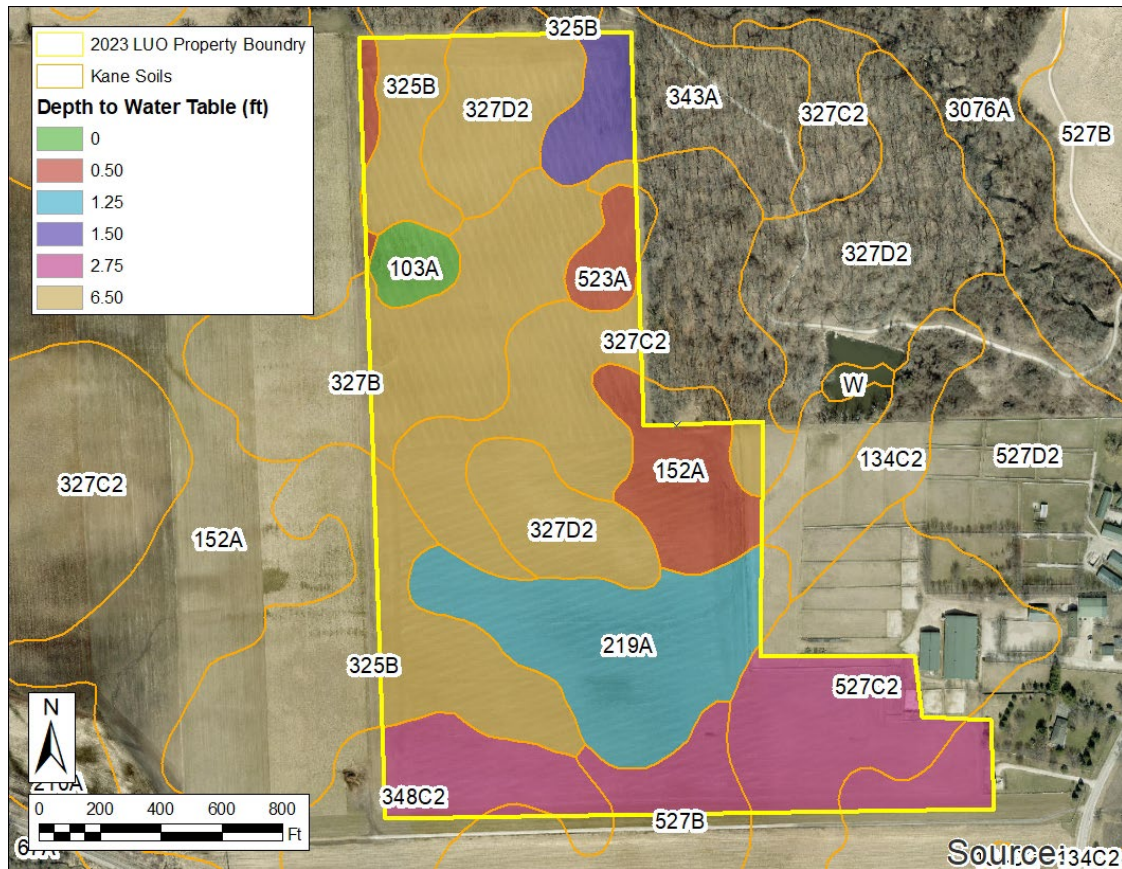 2023 LUO Property Boundry
Kane Soils
Depth to Water Table (ft)
0
0.50
1.25
1.50
2.75
6.50
325B
325B
327D2
343A
327C2
3076A
527B
103A
523A
327D2
327C2
327B
W
152A
134C2
527D2
327C2
152A
327D2
219A
325B
527C2
348C2
527B
N
210A
0 200 400 600 800
Ft
67A
Source:
134C2